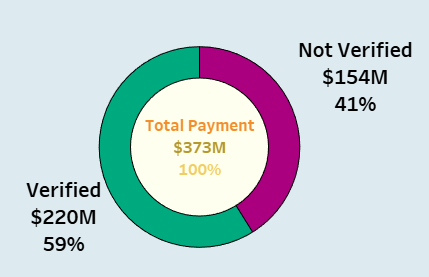 Not Verified
$154M
41%
Total Payment
$373M
100%
Verified
$220M
59%